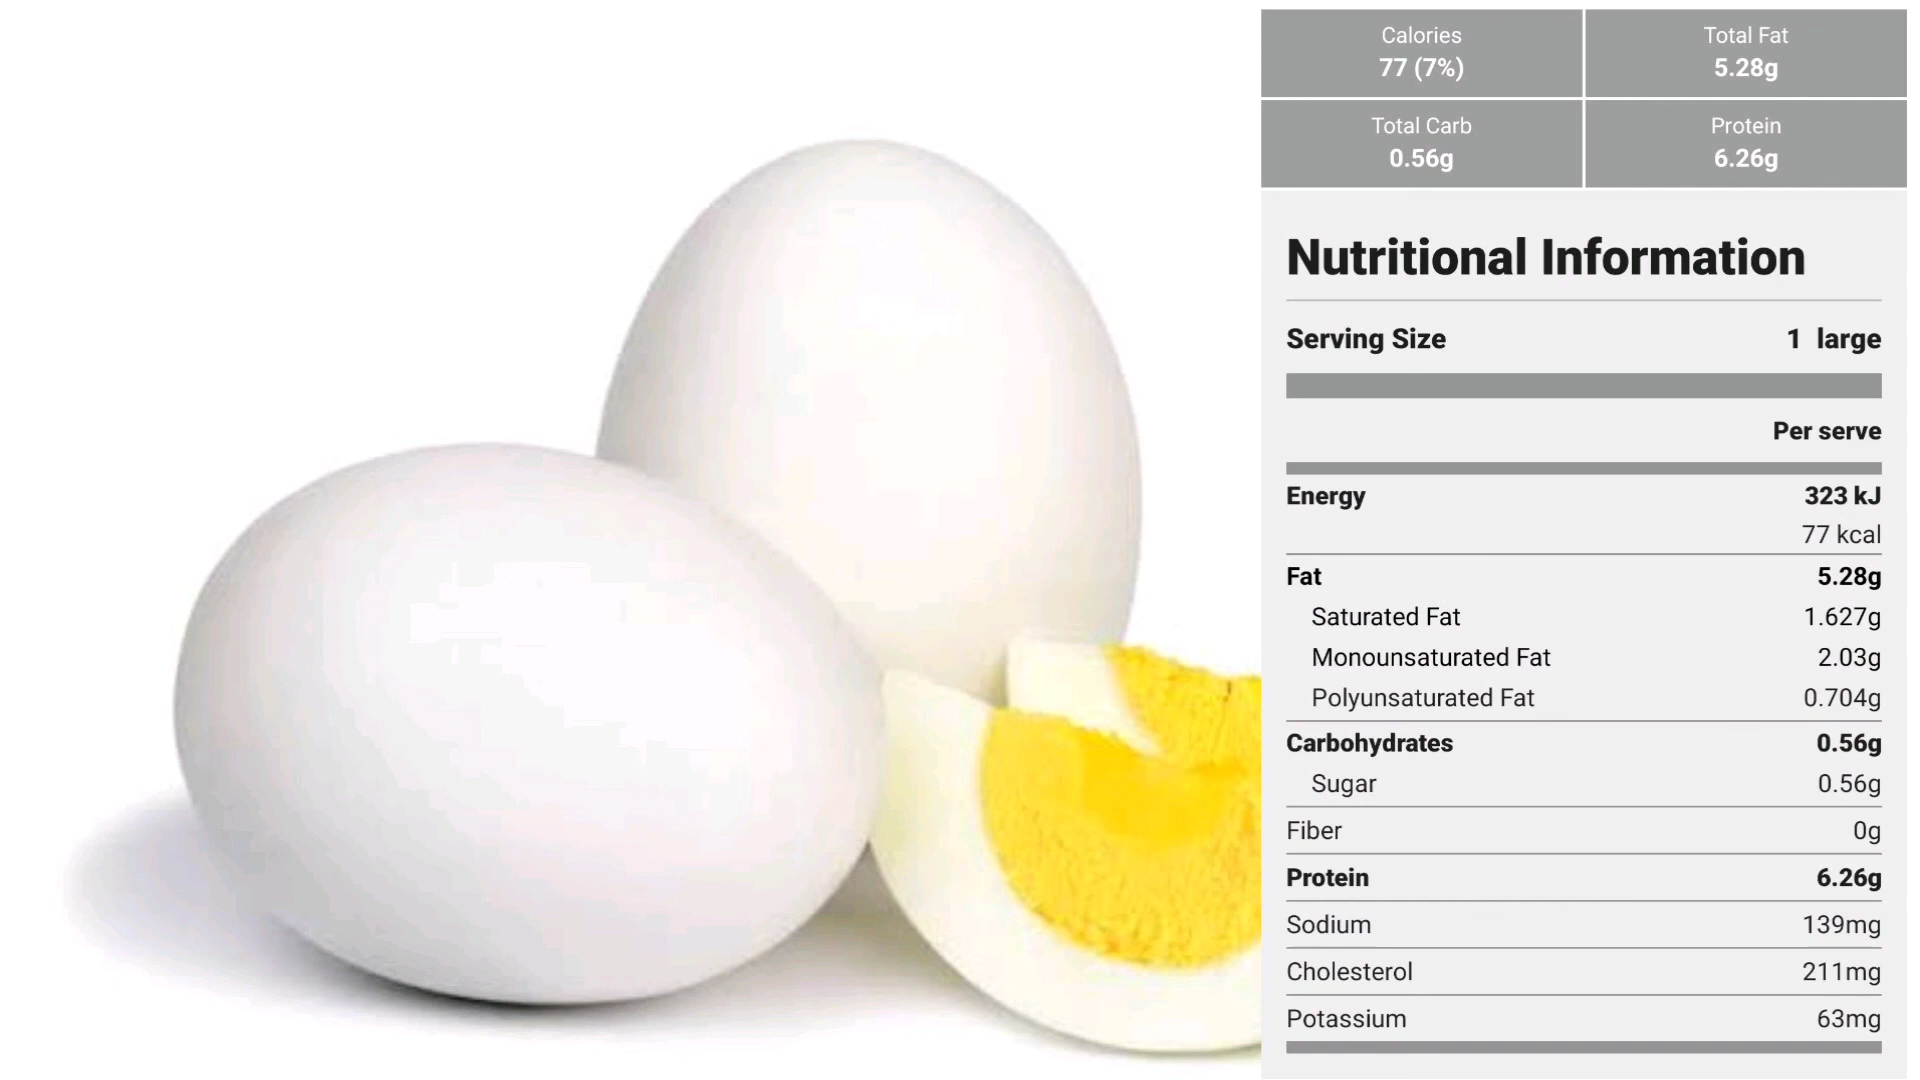 Calories
77 (7%)
Total Fat
5.28g
Total Carb
0.56g
Protein
6.26g
Nutritional Information
Serving Size 1 large
Per serve
Energy 323 kJ
77 kcal
Fat 5.28g
Saturated Fat 1.627g
Monounsaturated Fat 2.03g
Polyunsaturated Fat 0.704g
Carbohydrates 0.56g
Sugar 0.56g
Fiber 0g
Protein 6.26g
Sodium 139mg
Cholesterol 211mg
Potassium 63mg